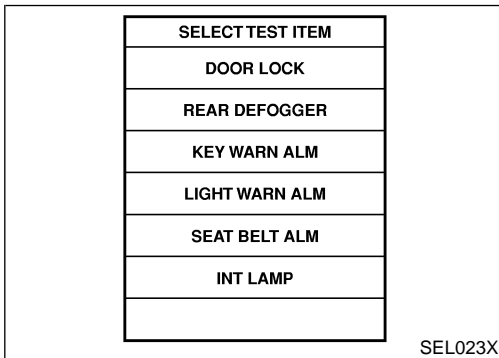 SELECT TEST ITEM
DOOR LOCK
REAR DEFOGGER
KEY WARN ALM
LIGHT WARN ALM
SEAT BELT ALM
INT LAMP
SEL023X